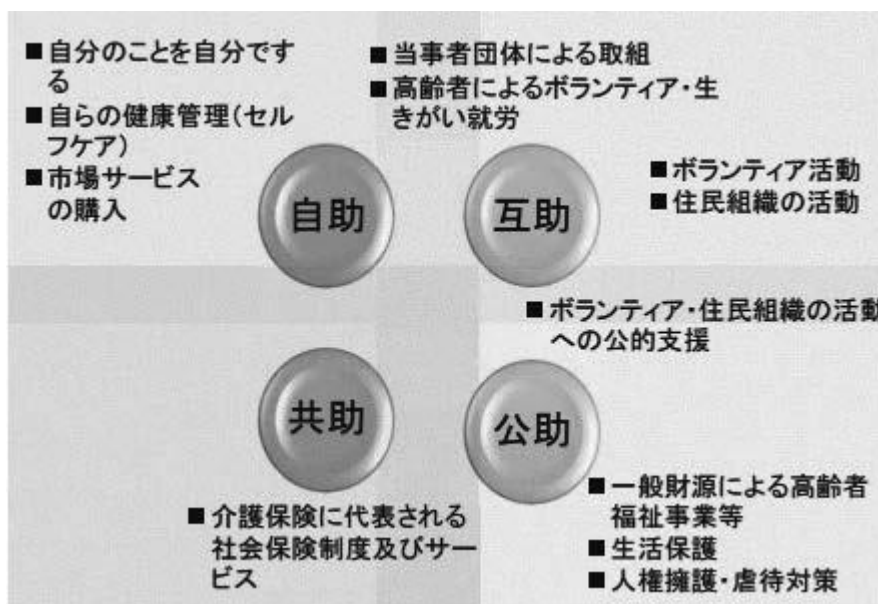 ■自分のことを自分です
る
■自らの健康管理(セル
フケア)
■市場サービス
の購入
■当事者団体による取組
■高齢者によるボランティア・生
きがい就労
自助
互助
■ボランティア活動
■住民組織の活動
■ボランティア・住民組織の活動
への公的支援
共助
公助
■介護保険に代表される
社会保険制度及びサー
ビス
■一般財源による高齢者
福祉事業等
■生活保護
■人権擁護・虐待対策